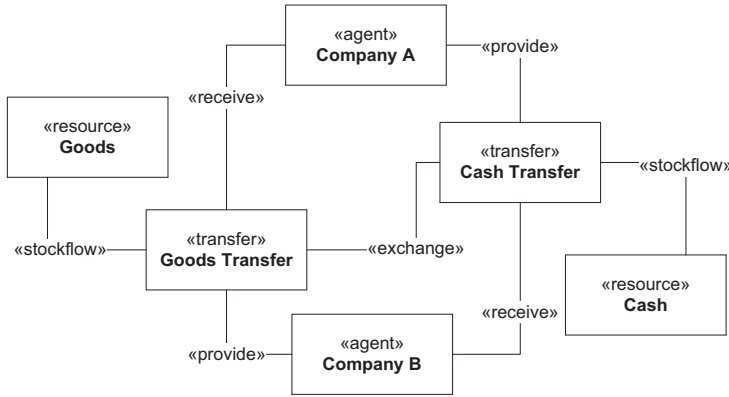 «agent»
Company A
«provide»
«receive»
«resource»
Goods
«transfer»
Cash Transfer
«stockflow»
«transfer»
Goods Transfer
«stockflow»
«exchange»
«resource»
Cash
«receive»
«agent»
Company B
«provide»